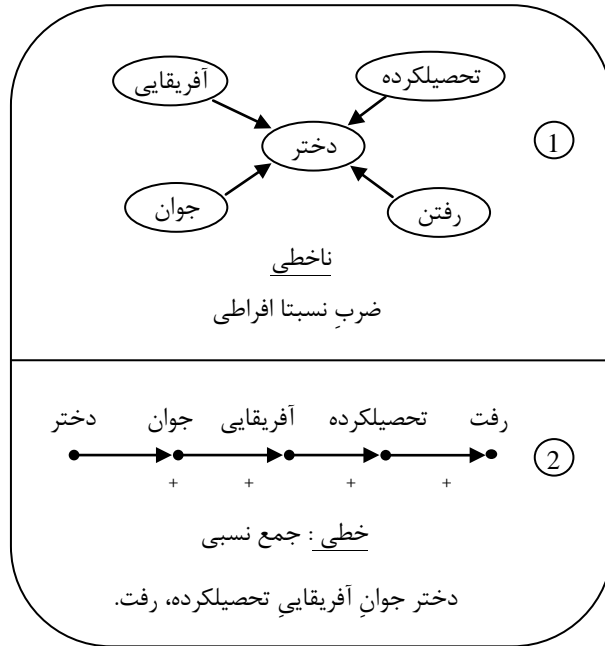 آفریقایی
تحصیلکرده
دختر
1
جوان
رفتن
ناخطی
ضربِ نسبتا افراطی
دختر جوان آفریقایی تحصیلکرده رفت
+ + + +
2
خطی : جمع نسبی
دختر جوانِ آفریقاییِ تحصیلکرده، رفت.